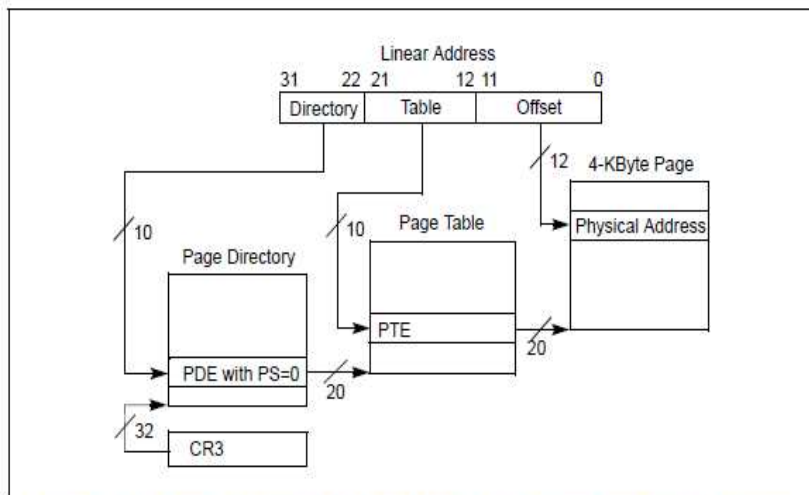 Linear Address
31 22 21 12 11 0
Directory Table Offset
12 4-KByte Page
10 10 Page Table Physical Address
Page Directory
PTE
20
PDE with PS=0
20
32
CR3